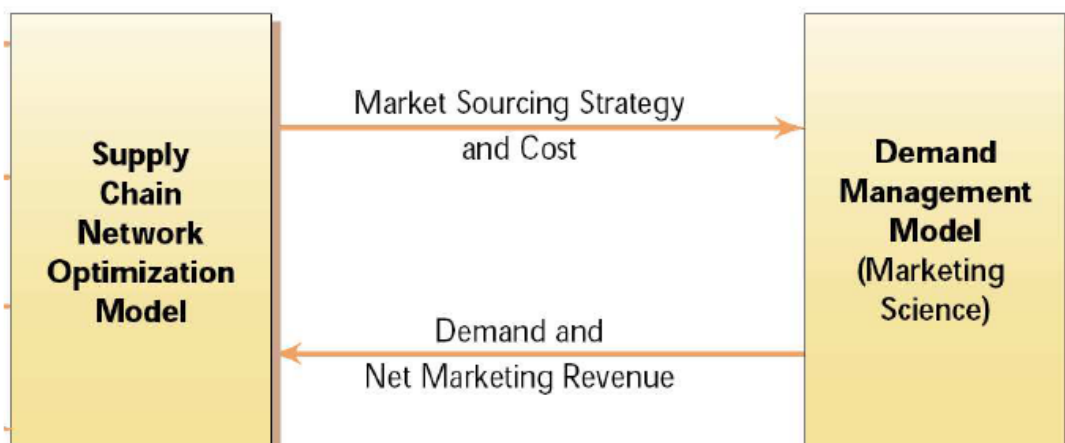 Supply
Chain
Network
Optimization
Model
Market Sourcing Strategy
and Cost
Demand and
Net Marketing Revenue
Demand
Management
Model
(Marketing
Science)